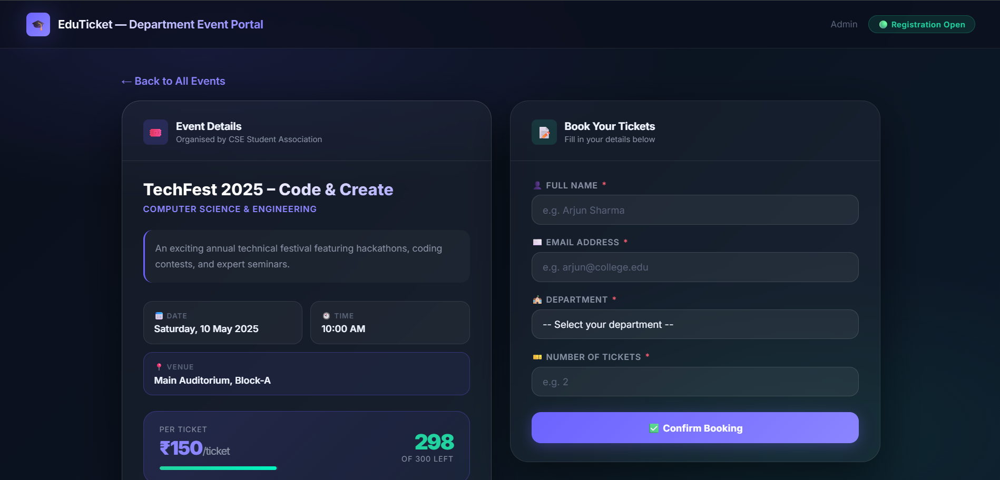 EduTicket — Department Event Portal
Admin
Registration Open
← Back to All Events
Event Details
Organised by CSE Student Association
TechFest 2025 – Code & Create
COMPUTER SCIENCE & ENGINEERING
An exciting annual technical festival featuring hackathons, coding
contests, and expert seminars.
DATE
Saturday, 10 May 2025
TIME
10:00 AM
VENUE
Main Auditorium, Block-A
PER TICKET
₹150/ticket
298
OF 300 LEFT
Book Your Tickets
Fill in your details below
FULL NAME *
e.g. Arjun Sharma
EMAIL ADDRESS *
e.g. arjun@college.edu
DEPARTMENT *
-- Select your department --
NUMBER OF TICKETS *
e.g. 2
Confirm Booking